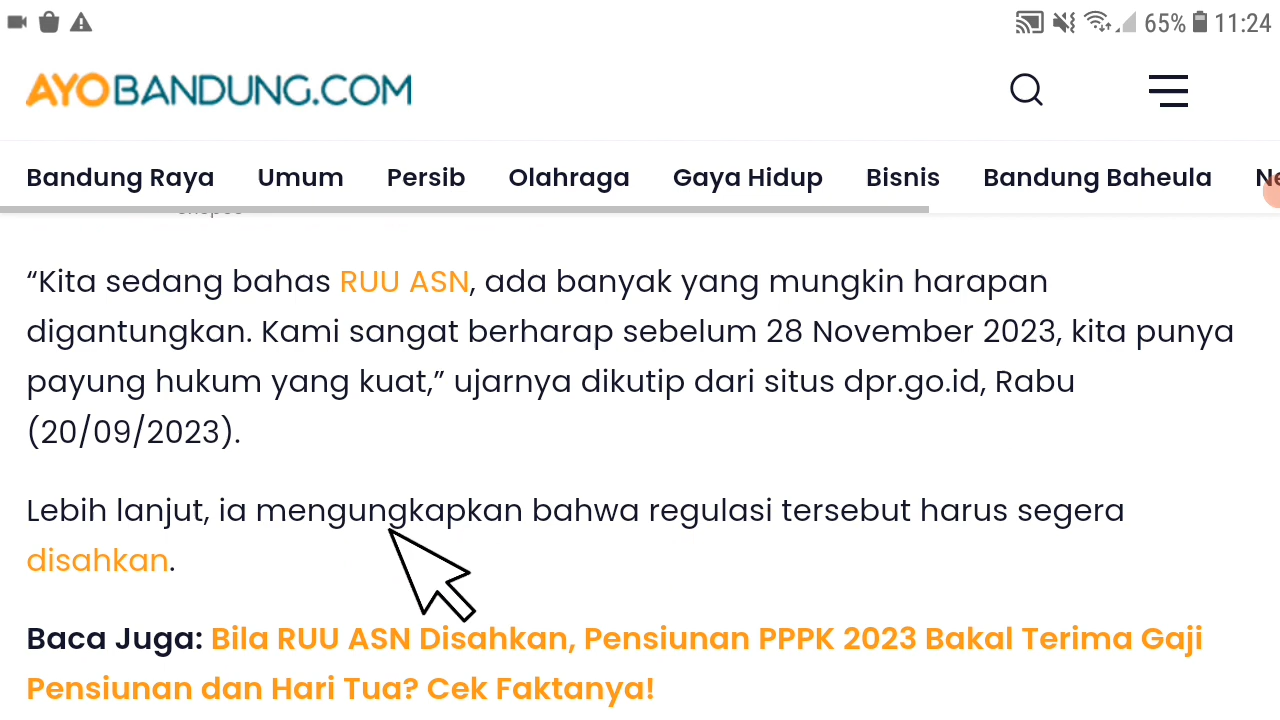 65% 11:24
AYOBANDUNG.COM
Bandung Raya Umum Persib Olahraga Gaya Hidup Bisnis Bandung Baheula
“Kita sedang bahas RUU ASN, ada banyak yang mungkin harapan
digantungkan. Kami sangat berharap sebelum 28 November 2023, kita punya
payung hukum yang kuat,” ujarnya dikutip dari situs dpr.go.id, Rabu
(20/09/2023).
Lebih lanjut, ia mengungkapkan bahwa regulasi tersebut harus segera
disahkan.
Baca Juga: Bila RUU ASN Disahkan, Pensiunan PPPK 2023 Bakal Terima Gaji
Pensiunan dan Hari Tua? Cek Faktanya!